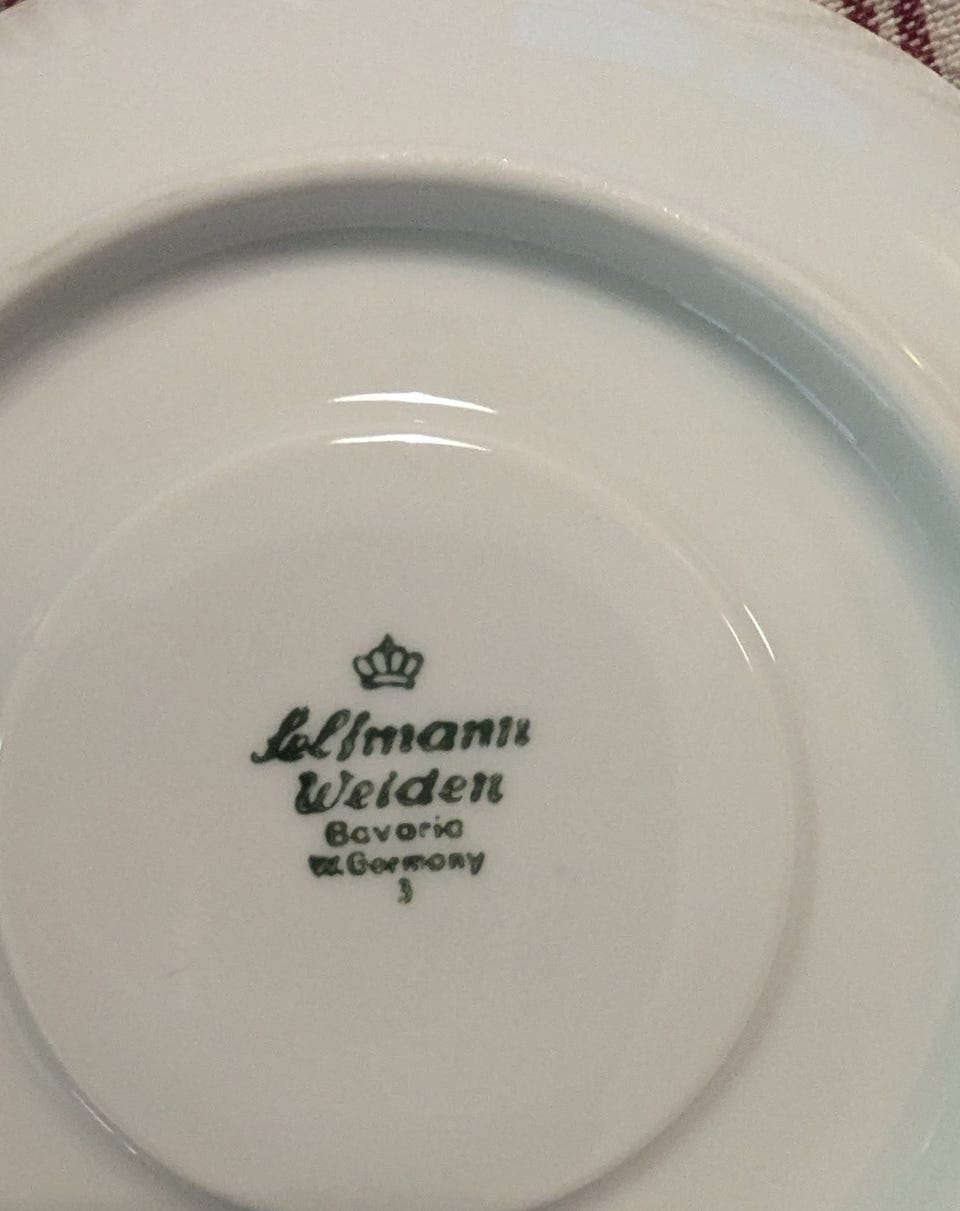 Seltmann
Weiden
Bavaria
W.Germany
3